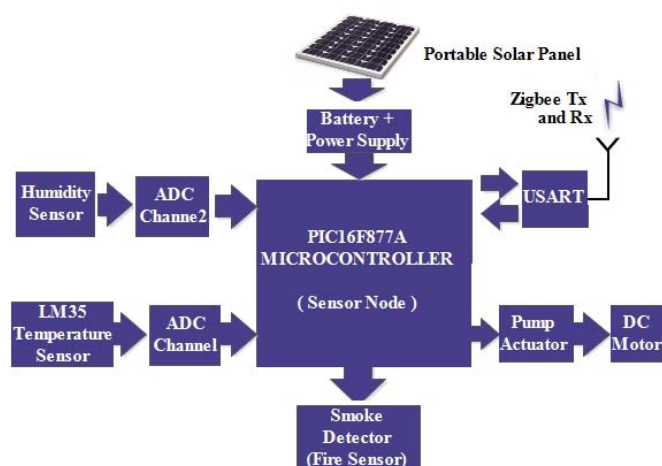 Portable Solar Panel
Zigbee Tx
and Rx
Battery +
Power Supply
Humidity
Sensor
ADC
Channe2
USART
PIC16F877A
MICROCONTROLLER
( Sensor Node )
LM35
Temperature
Sensor
ADC
Channel
Pump
Actuator
DC
Motor
Smoke
Detector
(Fire Sensor)